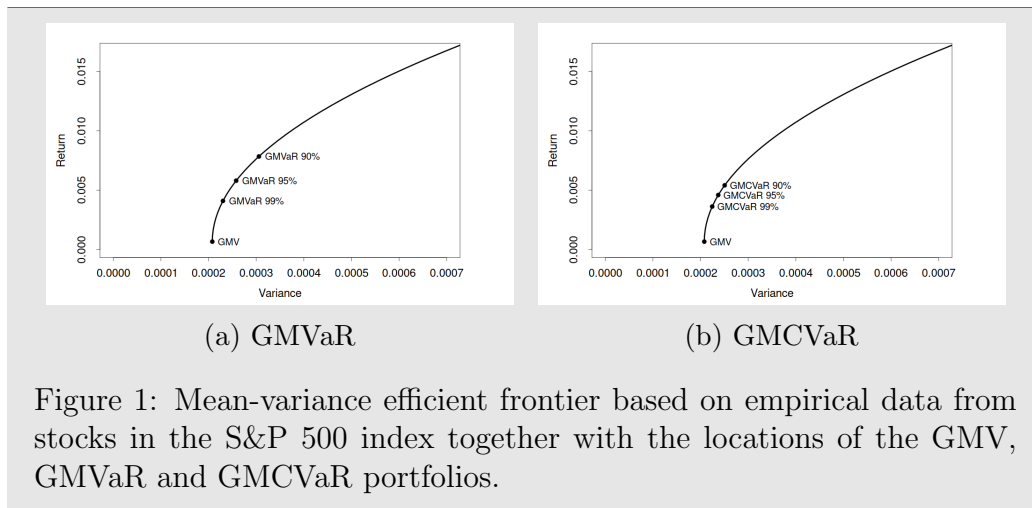 0.015
0.010
0.005
0.000
Return
GMVaR 90%
GMVaR 95%
GMVaR 99%
GMV
0.0000 0.0001 0.0002 0.0003 0.0004 0.0005 0.0006 0.0007
Variance
(a) GMVaR
0.015
0.010
0.005
0.000
Return
GMCVaR 90%
GMCVaR 95%
GMCVaR 99%
GMV
0.0000 0.0001 0.0002 0.0003 0.0004 0.0005 0.0006 0.0007
Variance
(b) GMCVaR
Figure 1: Mean-variance efficient frontier based on empirical data from
stocks in the S&P 500 index together with the locations of the GMV,
GMVaR and GMCVaR portfolios.